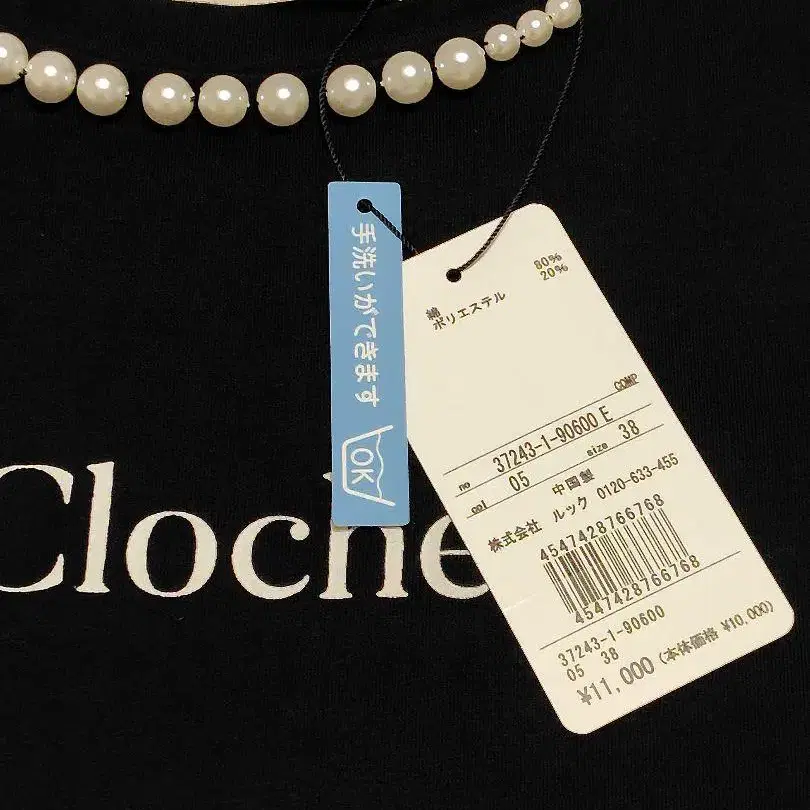 手洗いができます
OK
綿 80%
ポリエステル 20%
COMP
no 37243-1-90600 E
col 05 size 38
中国製
株式会社 ルック 0120-633-455
4547428766768
4547428766768
37243-1-90600
05 38
¥11,000 (本体価格 ¥10,000)
Cloche